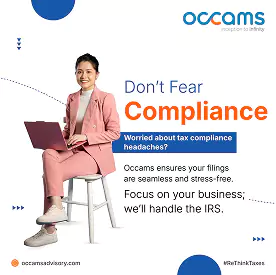 occams
inception to infinity
Don't Fear
Compliance
Worried about tax compliance
headaches?
Occams ensures your filings
are seamless and stress-free.
Focus on your business;
we'll handle the IRS.
occamsadvisory.com
#ReThinkTaxes